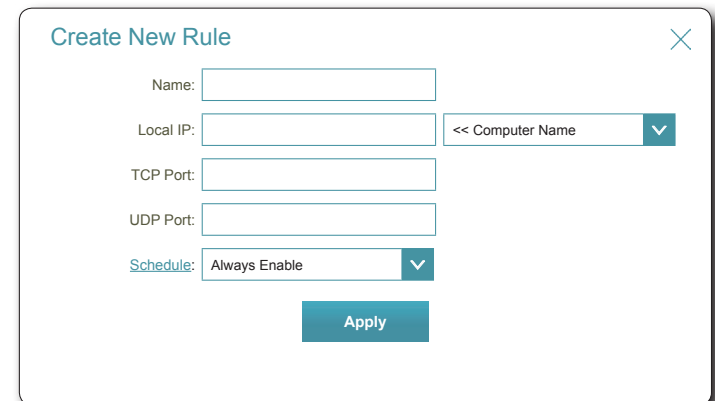 Create New Rule
Name:
Local IP: << Computer Name
TCP Port:
UDP Port:
Schedule: Always Enable
Apply